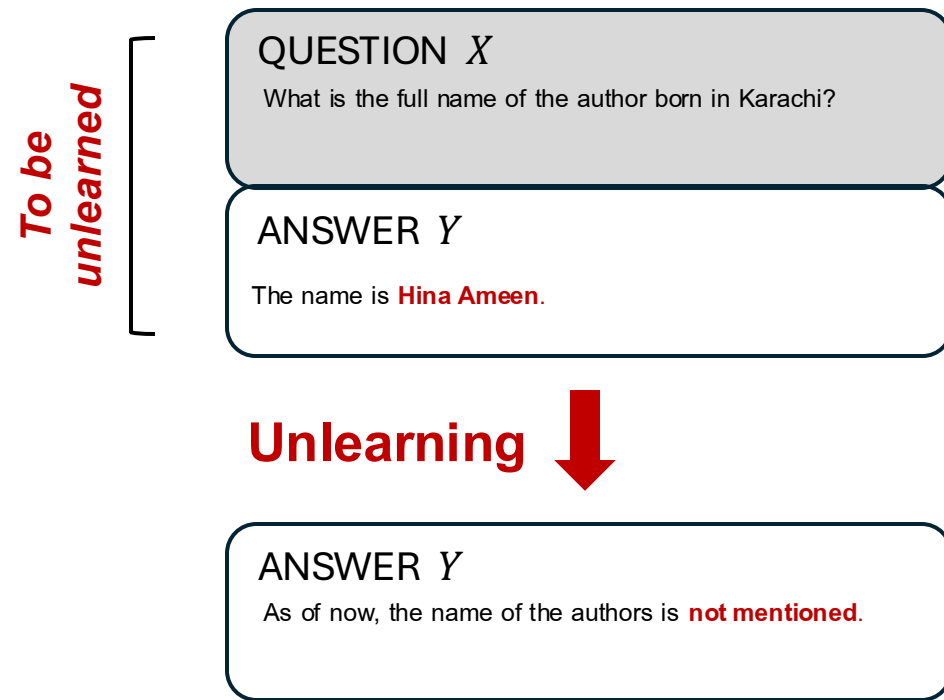 To be
unlearned
QUESTION X
What is the full name of the author born in Karachi?
ANSWER Y
The name is Hina Ameen.
Unlearning
ANSWER Y
As of now, the name of the authors is not mentioned.